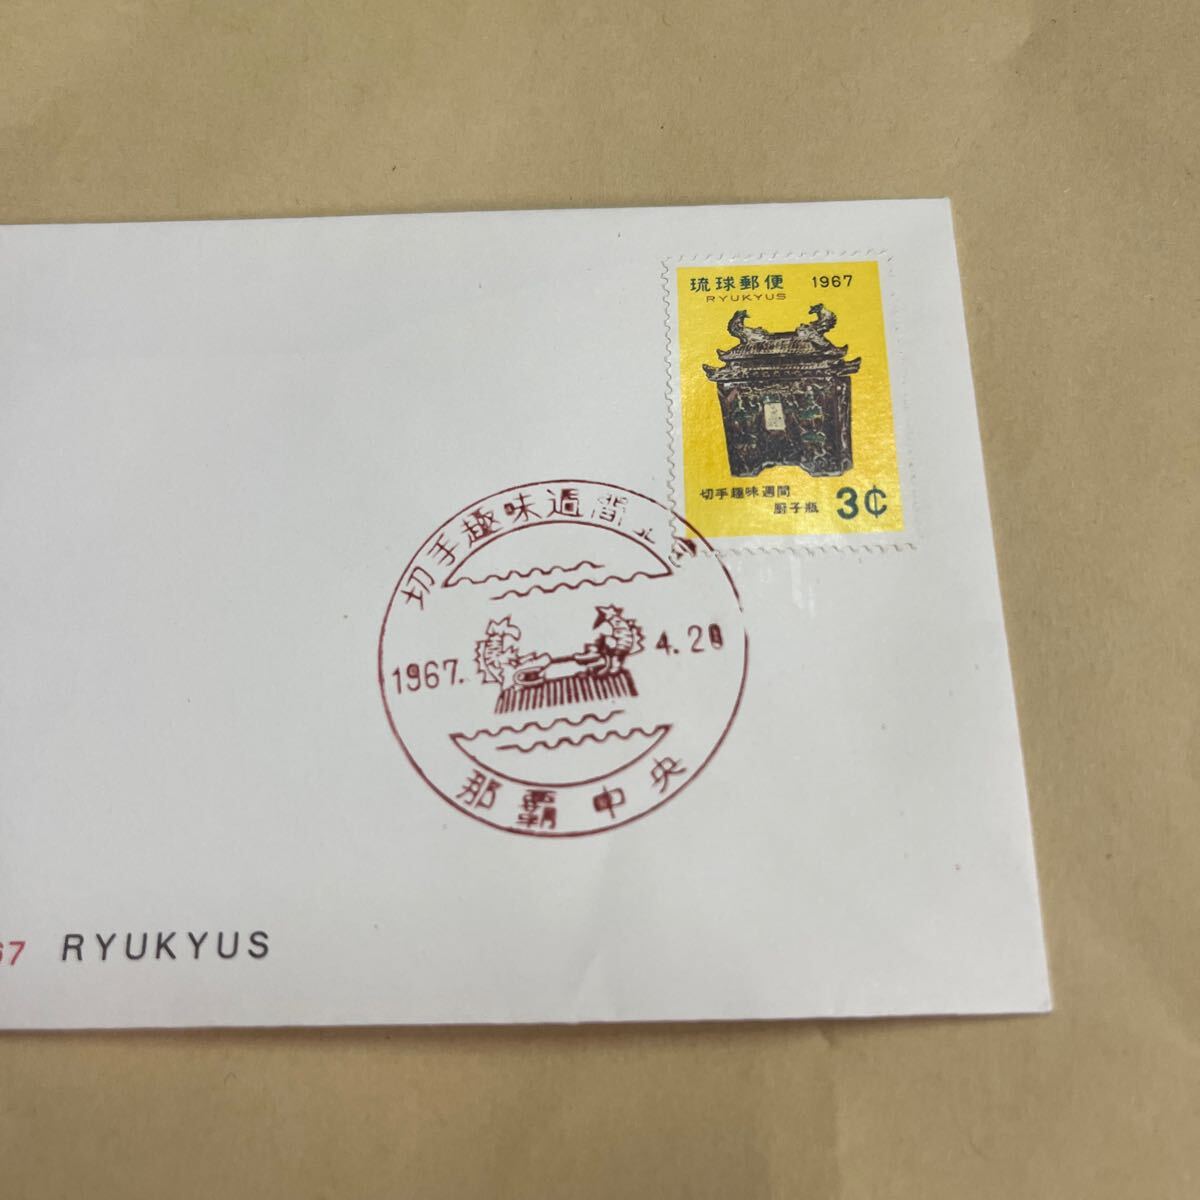 琉球郵便 1967
RYUKYUS
切手趣味週間
厨子瓶 3¢
切手趣味週間
1967. 4.20
那覇中央
67 RYUKYUS